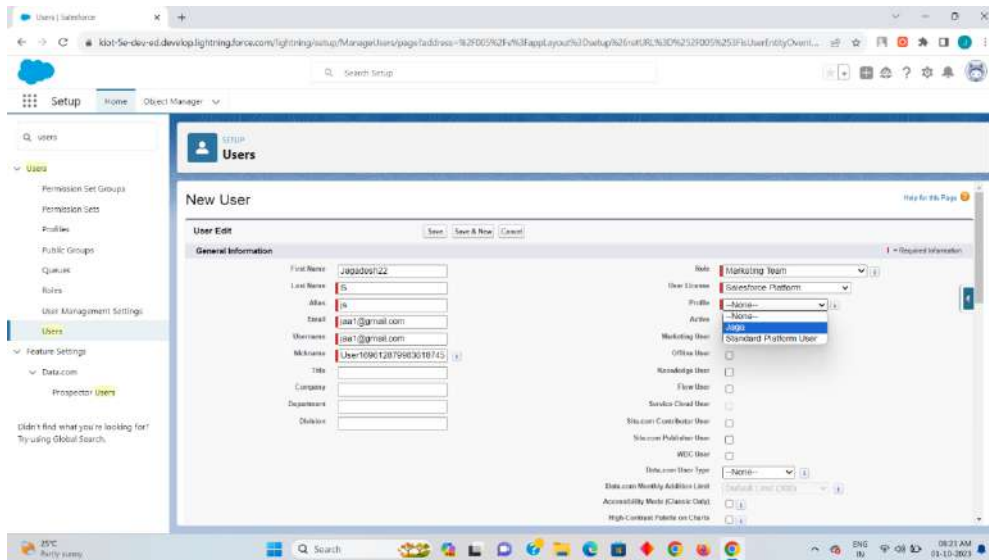 Users | Salesforce
Search Setup
Setup
Home
Object Manager
users
Users
Permission Set Groups
Permission Sets
Profiles
Public Groups
Queues
Roles
User Management Settings
Users
Feature Settings
Data.com
Prospector Users
Didn't find what you're looking for?
Try using Global Search.
SETUP
Users
New User
Help for this Page
User Edit
Save
Save & New
Cancel
General Information
= Required Information
First Name
Jagadesh22
Last Name
S
Alias
js
Email
jaa1@gmail.com
Username
jaa1@gmail.com
Nickname
Title
Company
Department
Division
Role
Marketing Team
User License
Salesforce Platform
Profile
--None--
--None--
Jaga
Standard Platform User
Active
Marketing User
Offline User
Knowledge User
Flow User
Service Cloud User
Site.com Contributor User
Site.com Publisher User
WDC User
Data.com User Type
--None--
Data.com Monthly Addition Limit
Default Limit (300)
Accessibility Mode (Classic Only)
High-Contrast Palette on Charts
25°C
Partly sunny
Search
ENG
IN
08:21 AM
01-10-2023